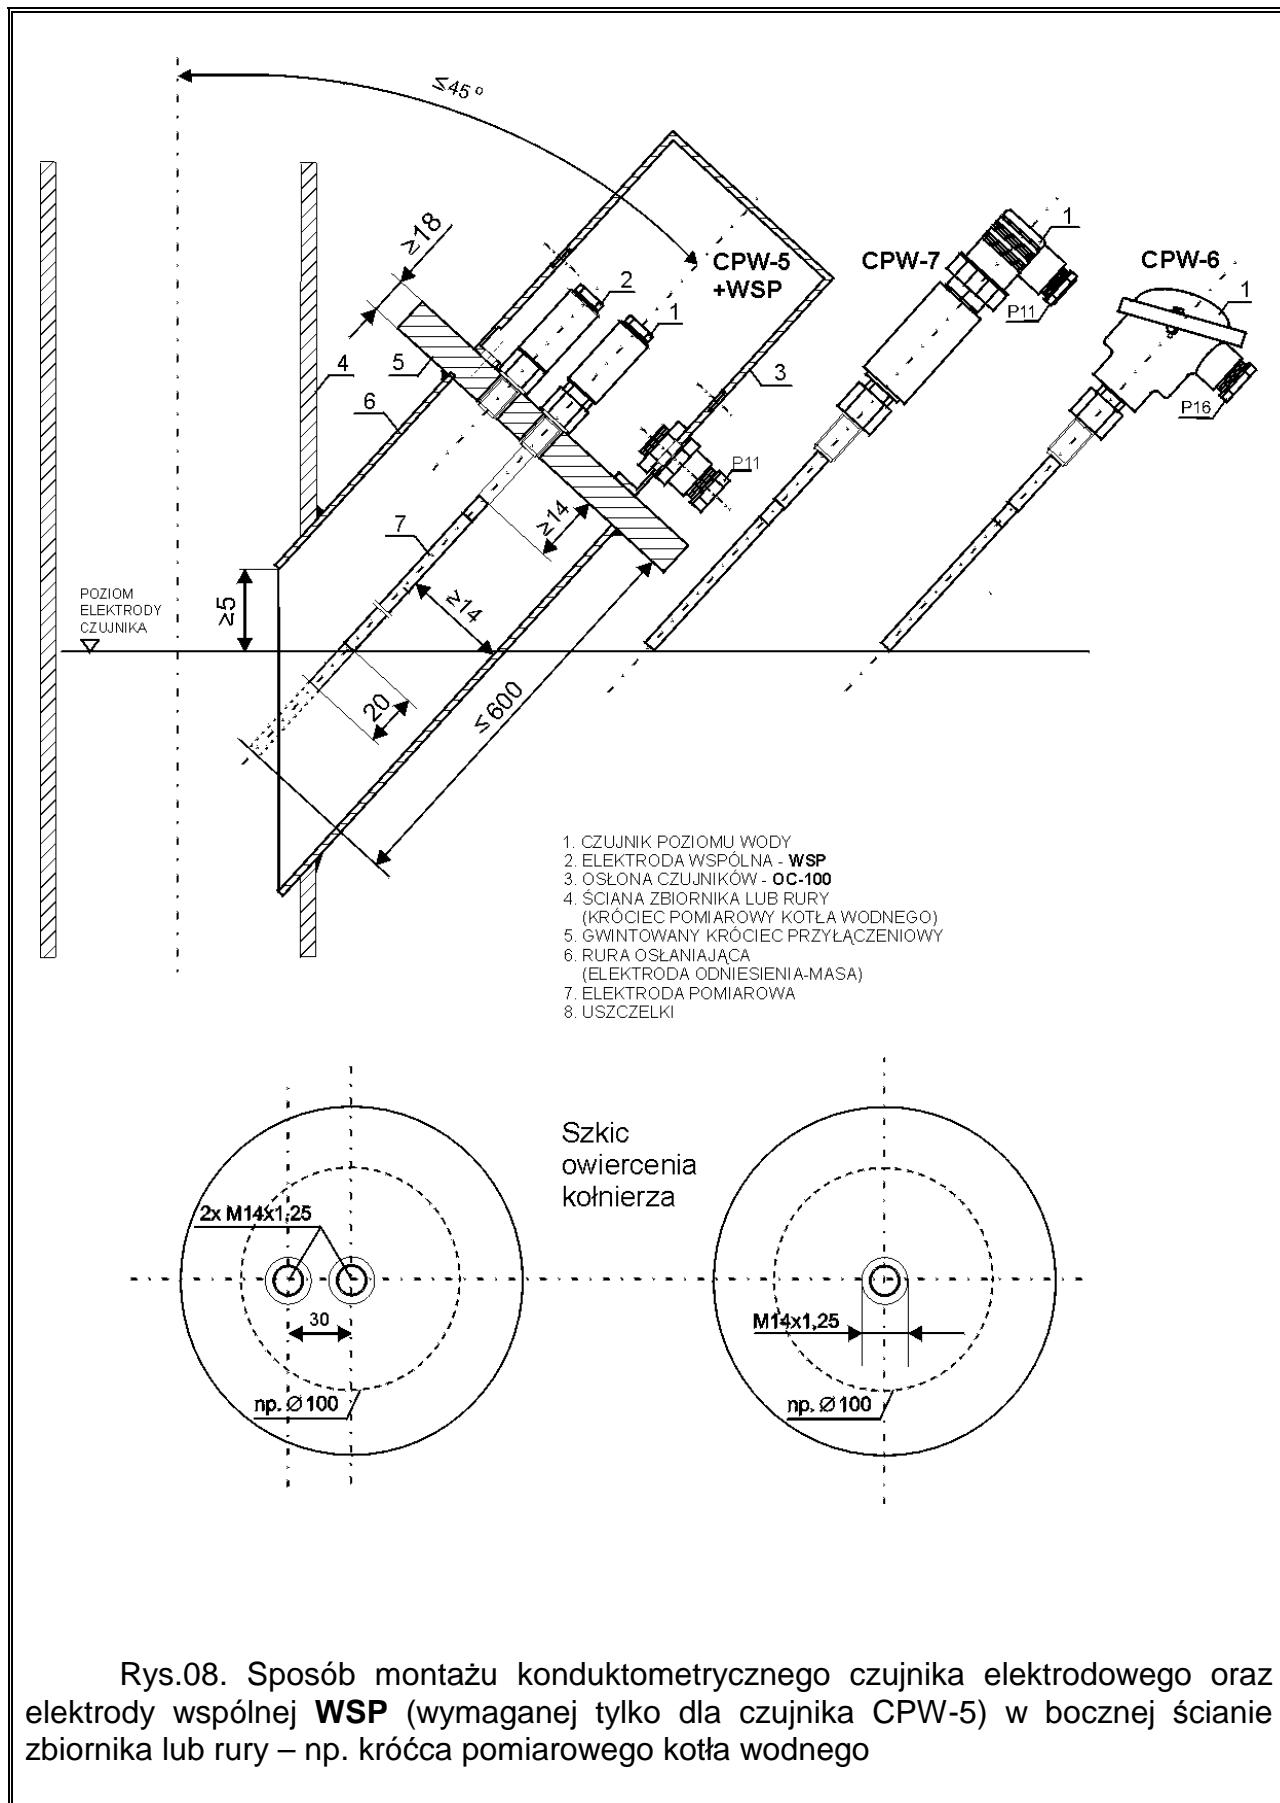 ≤45°
≥18
2
1
CPW-5
+WSP
CPW-7
1
P11
CPW-6
1
P16
4
5
6
3
P11
7
≥14
≥14
POZIOM
ELEKTRODY
CZUJNIKA
≥5
20
≤600
1. CZUJNIK POZIOMU WODY
2. ELEKTRODA WSPÓLNA - WSP
3. OSŁONA CZUJNIKÓW - OC-100
4. ŚCIANA ZBIORNIKA LUB RURY
(KRÓCIEC POMIAROWY KOTŁA WODNEGO)
5. GWINTOWANY KRÓCIEC PRZYŁĄCZENIOWY
6. RURA OSŁANIAJĄCA
(ELEKTRODA ODNIESIENIA-MASA)
7. ELEKTRODA POMIAROWA
8. USZCZELKI
Szkic
owiercenia
kołnierza
2x M14x1,25
30
np. Ø100
M14x1,25
np. Ø100
Rys.08. Sposób montażu konduktometrycznego czujnika elektrodowego oraz
elektrody wspólnej WSP (wymaganej tylko dla czujnika CPW-5) w bocznej ścianie
zbiornika lub rury – np. króćca pomiarowego kotła wodnego